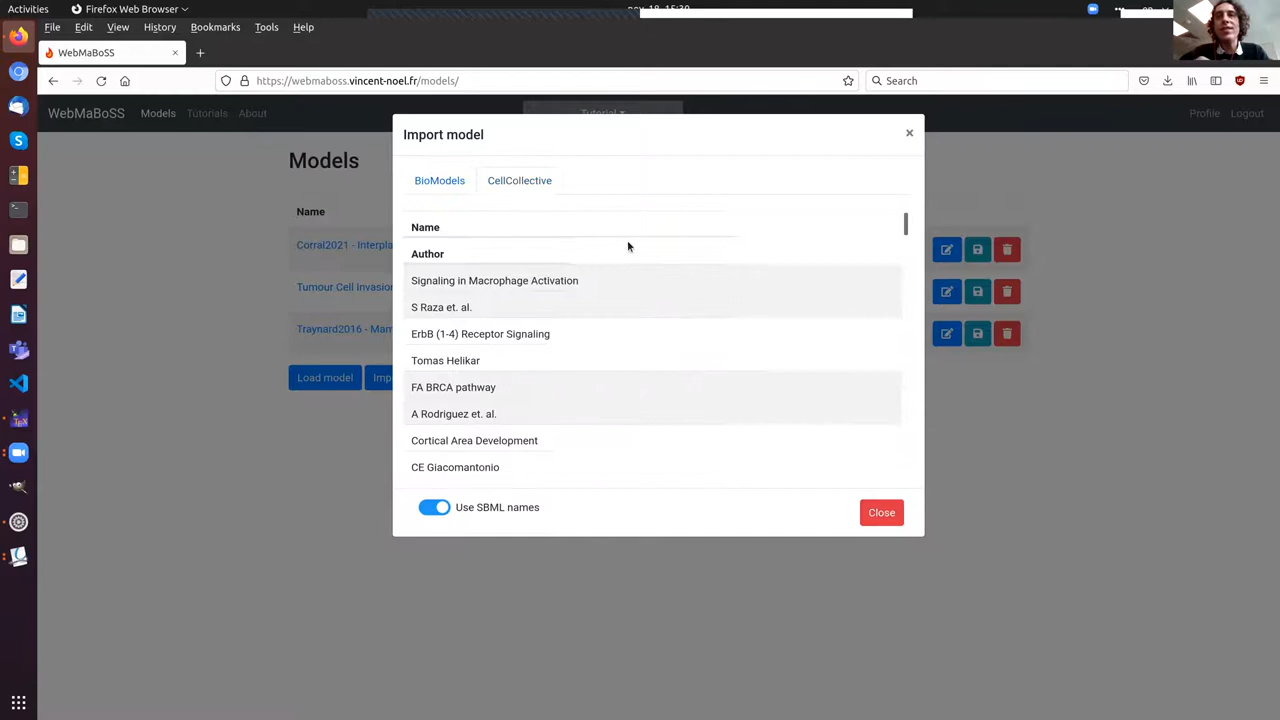 Activities
Firefox Web Browser
File Edit View History Bookmarks Tools Help
WebMaBoSS
https://webmaboss.vincent-noel.fr/models/
Search
WebMaBoSS Models Tutorials About
Tutorial
Profile Logout
Import model
Models
BioModels CellCollective
Name
Name
Author
Corral2021 - Interpla
Signaling in Macrophage Activation
Tumour Cell Invasio
S Raza et. al.
Traynard2016 - Mam
ErbB (1-4) Receptor Signaling
Tomas Helikar
Load model
Imp
FA BRCA pathway
A Rodriguez et. al.
Cortical Area Development
CE Giacomantonio
Use SBML names
Close